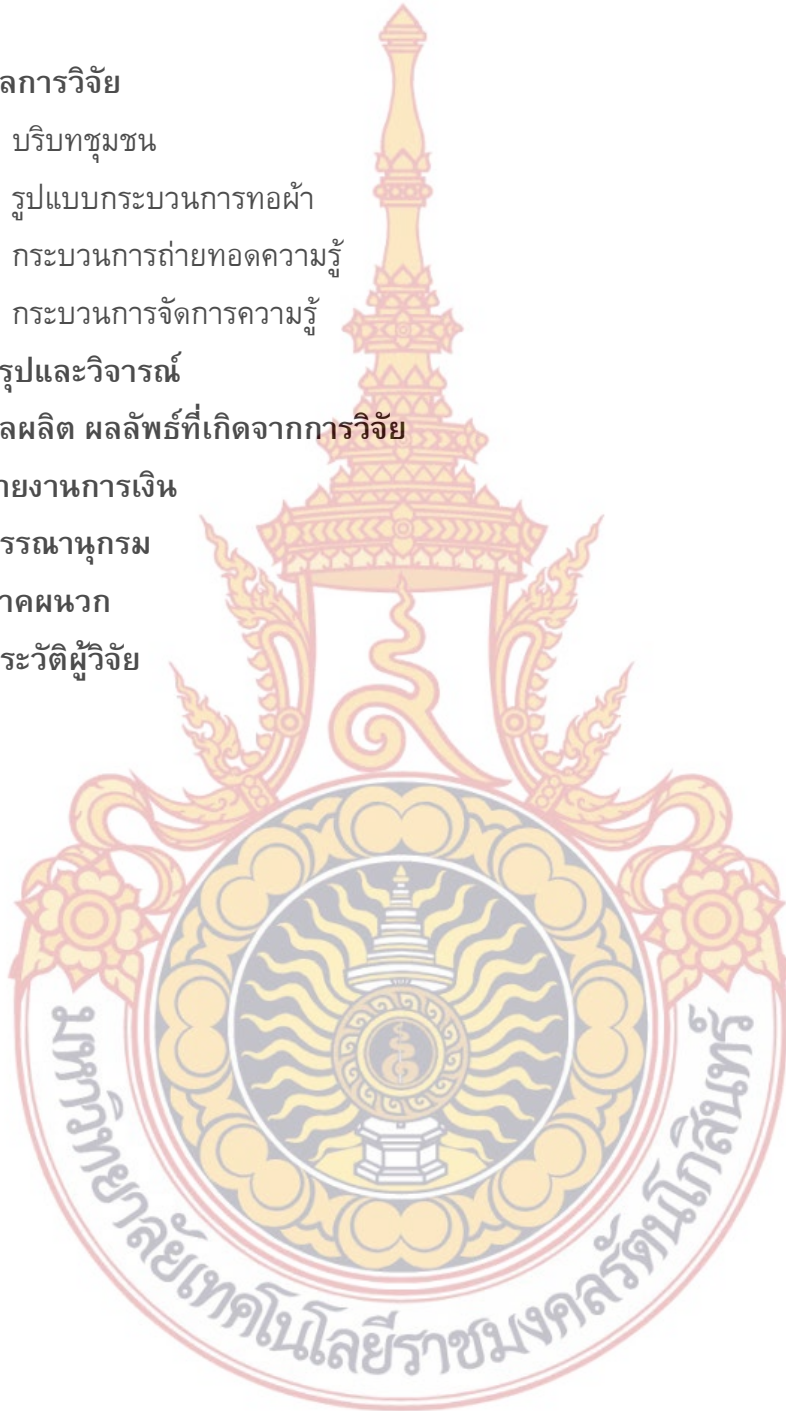 ลการวิจัย
บริบทชุมชน
รูปแบบกระบวนการทอผ้า
กระบวนการถ่ายทอดความรู้
กระบวนการจัดการความรู้
รุปและวิจารณ์
ลผลิต ผลลัพธ์ที่เกิดจากการวิจัย
ายงานการเงิน
รรณานุกรม
าคผนวก
ระวัติผู้วิจัย
มหาวิทยาลัยเทคโนโลยีราชมงคลรัตนโกสินทร์